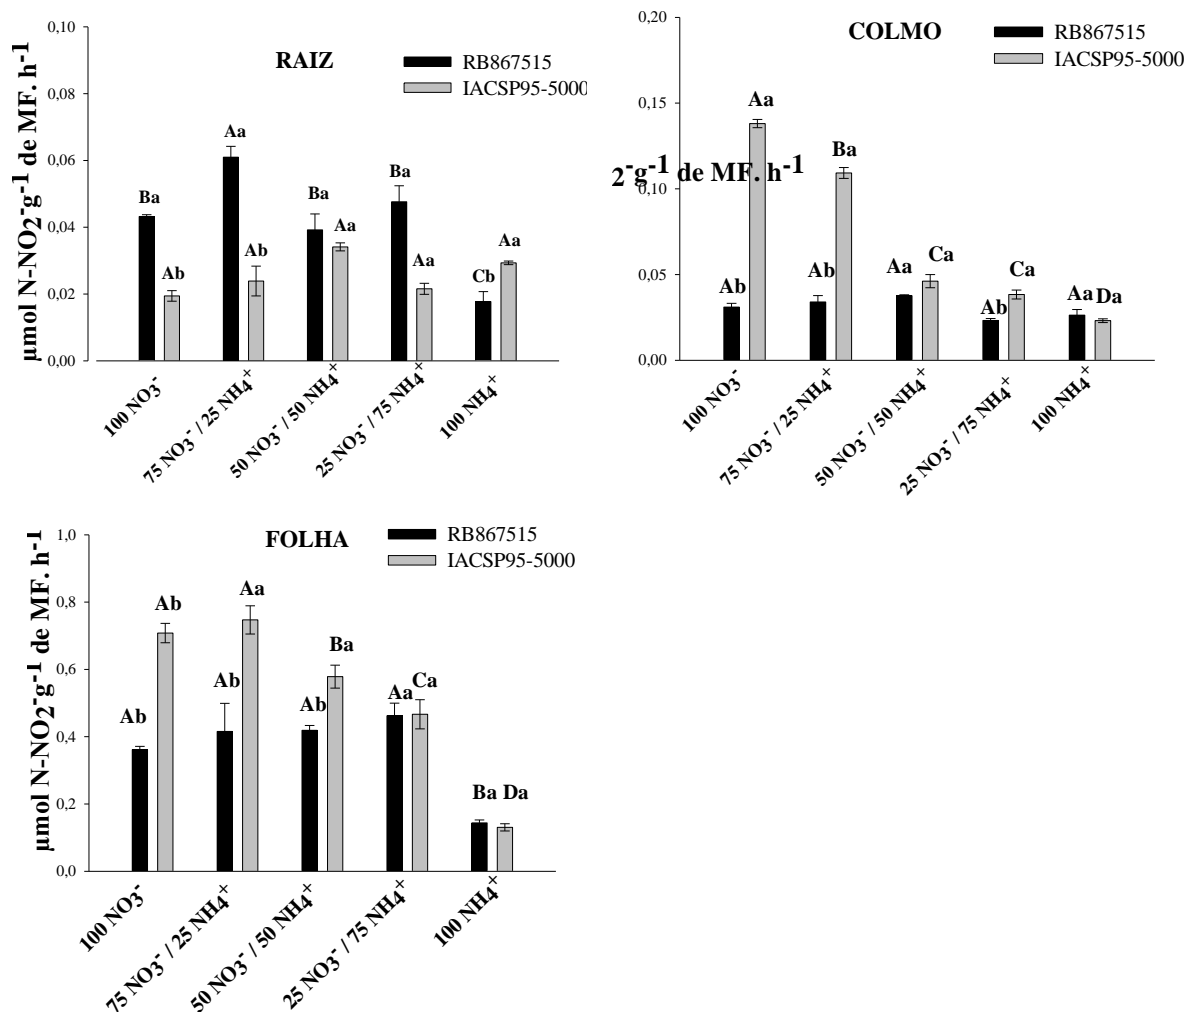 RAIZ
RB867515
IACSP95-5000
µmol N-NO2-g-1 de MF. h-1
0,10
0,08
0,06
0,04
0,02
0,00
Ba
Ab
Aa
Ab
Ba
Aa
Ba
Aa
Cb
Aa
100 NO3-
75 NO3- / 25 NH4+
50 NO3- / 50 NH4+
25 NO3- / 75 NH4+
100 NH4+
COLMO
RB867515
IACSP95-5000
2-g-1 de MF. h-1
0,20
0,15
0,10
0,05
0,00
Ab
Aa
Ab
Ba
Aa
Ca
Ab
Ca
Aa
Da
100 NO3-
75 NO3- / 25 NH4+
50 NO3- / 50 NH4+
25 NO3- / 75 NH4+
100 NH4+
FOLHA
RB867515
IACSP95-5000
µmol N-NO2-g-1 de MF. h-1
1,0
0,8
0,6
0,4
0,2
0,0
Ab
Ab
Ab
Aa
Ab
Ba
Aa
Ca
Ba
Da
100 NO3-
75 NO3- / 25 NH4+
50 NO3- / 50 NH4+
25 NO3- / 75 NH4+
100 NH4+